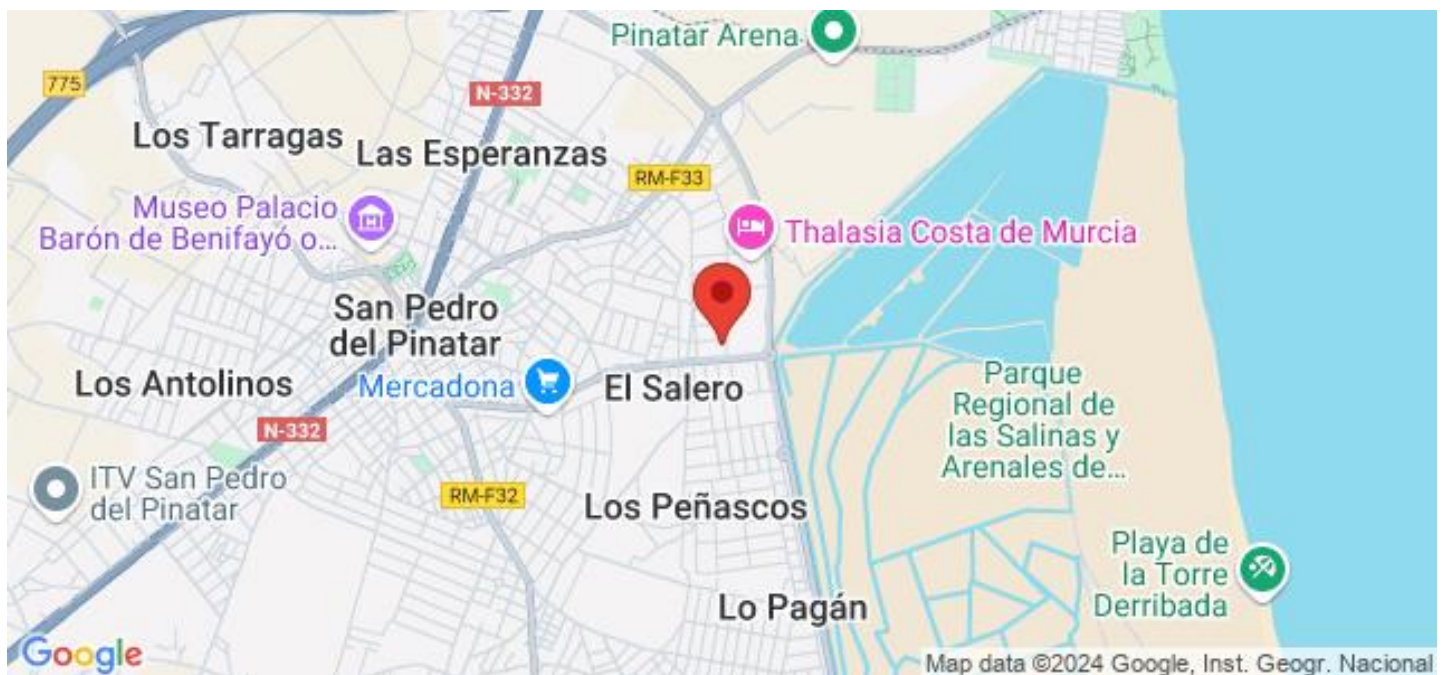 Pinatar Arena
775
N-332
Los Tarragas
Las Esperanzas
RM-F33
Museo Palacio
Barón de Benifayó o...
Thalasia Costa de Murcia
San Pedro
del Pinatar
Los Antolinos
Mercadona
El Salero
Parque
Regional de
las Salinas y
Arenales de...
N-332
ITV San Pedro
del Pinatar
RM-F32
Los Peñascos
Playa de
la Torre
Derribada
Lo Pagán
Google
Map data ©2024 Google, Inst. Geogr. Nacional